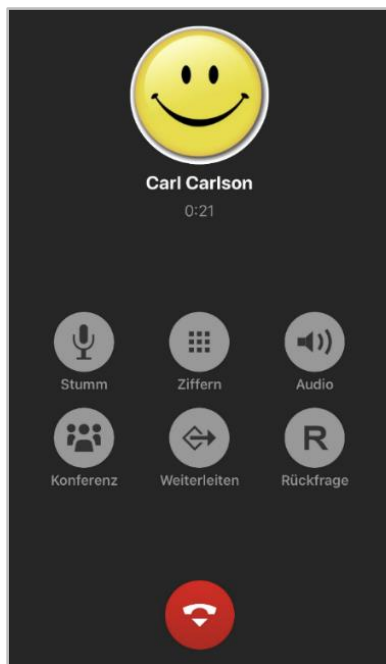 Carl Carlson
0:21
Stumm Ziffern Audio
R
Konferenz Weiterleiten Rückfrage